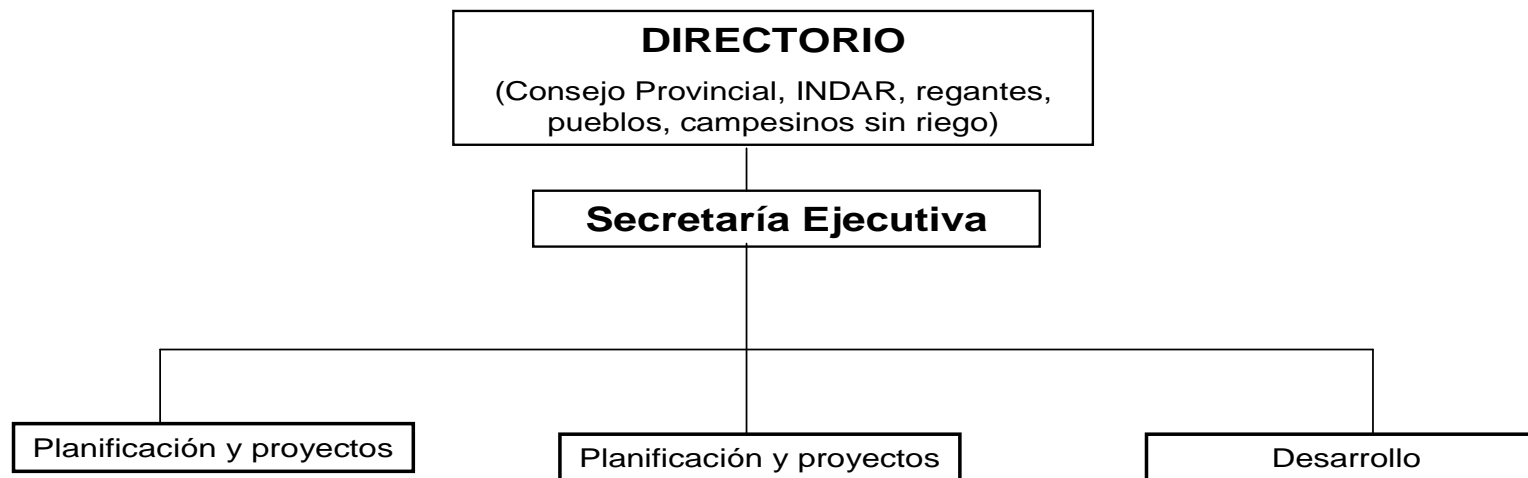 DIRECTORIO
(Consejo Provincial, INDAR, regantes,
pueblos, campesinos sin riego)
Secretaría Ejecutiva
Planificación y proyectos
Planificación y proyectos
Desarrollo